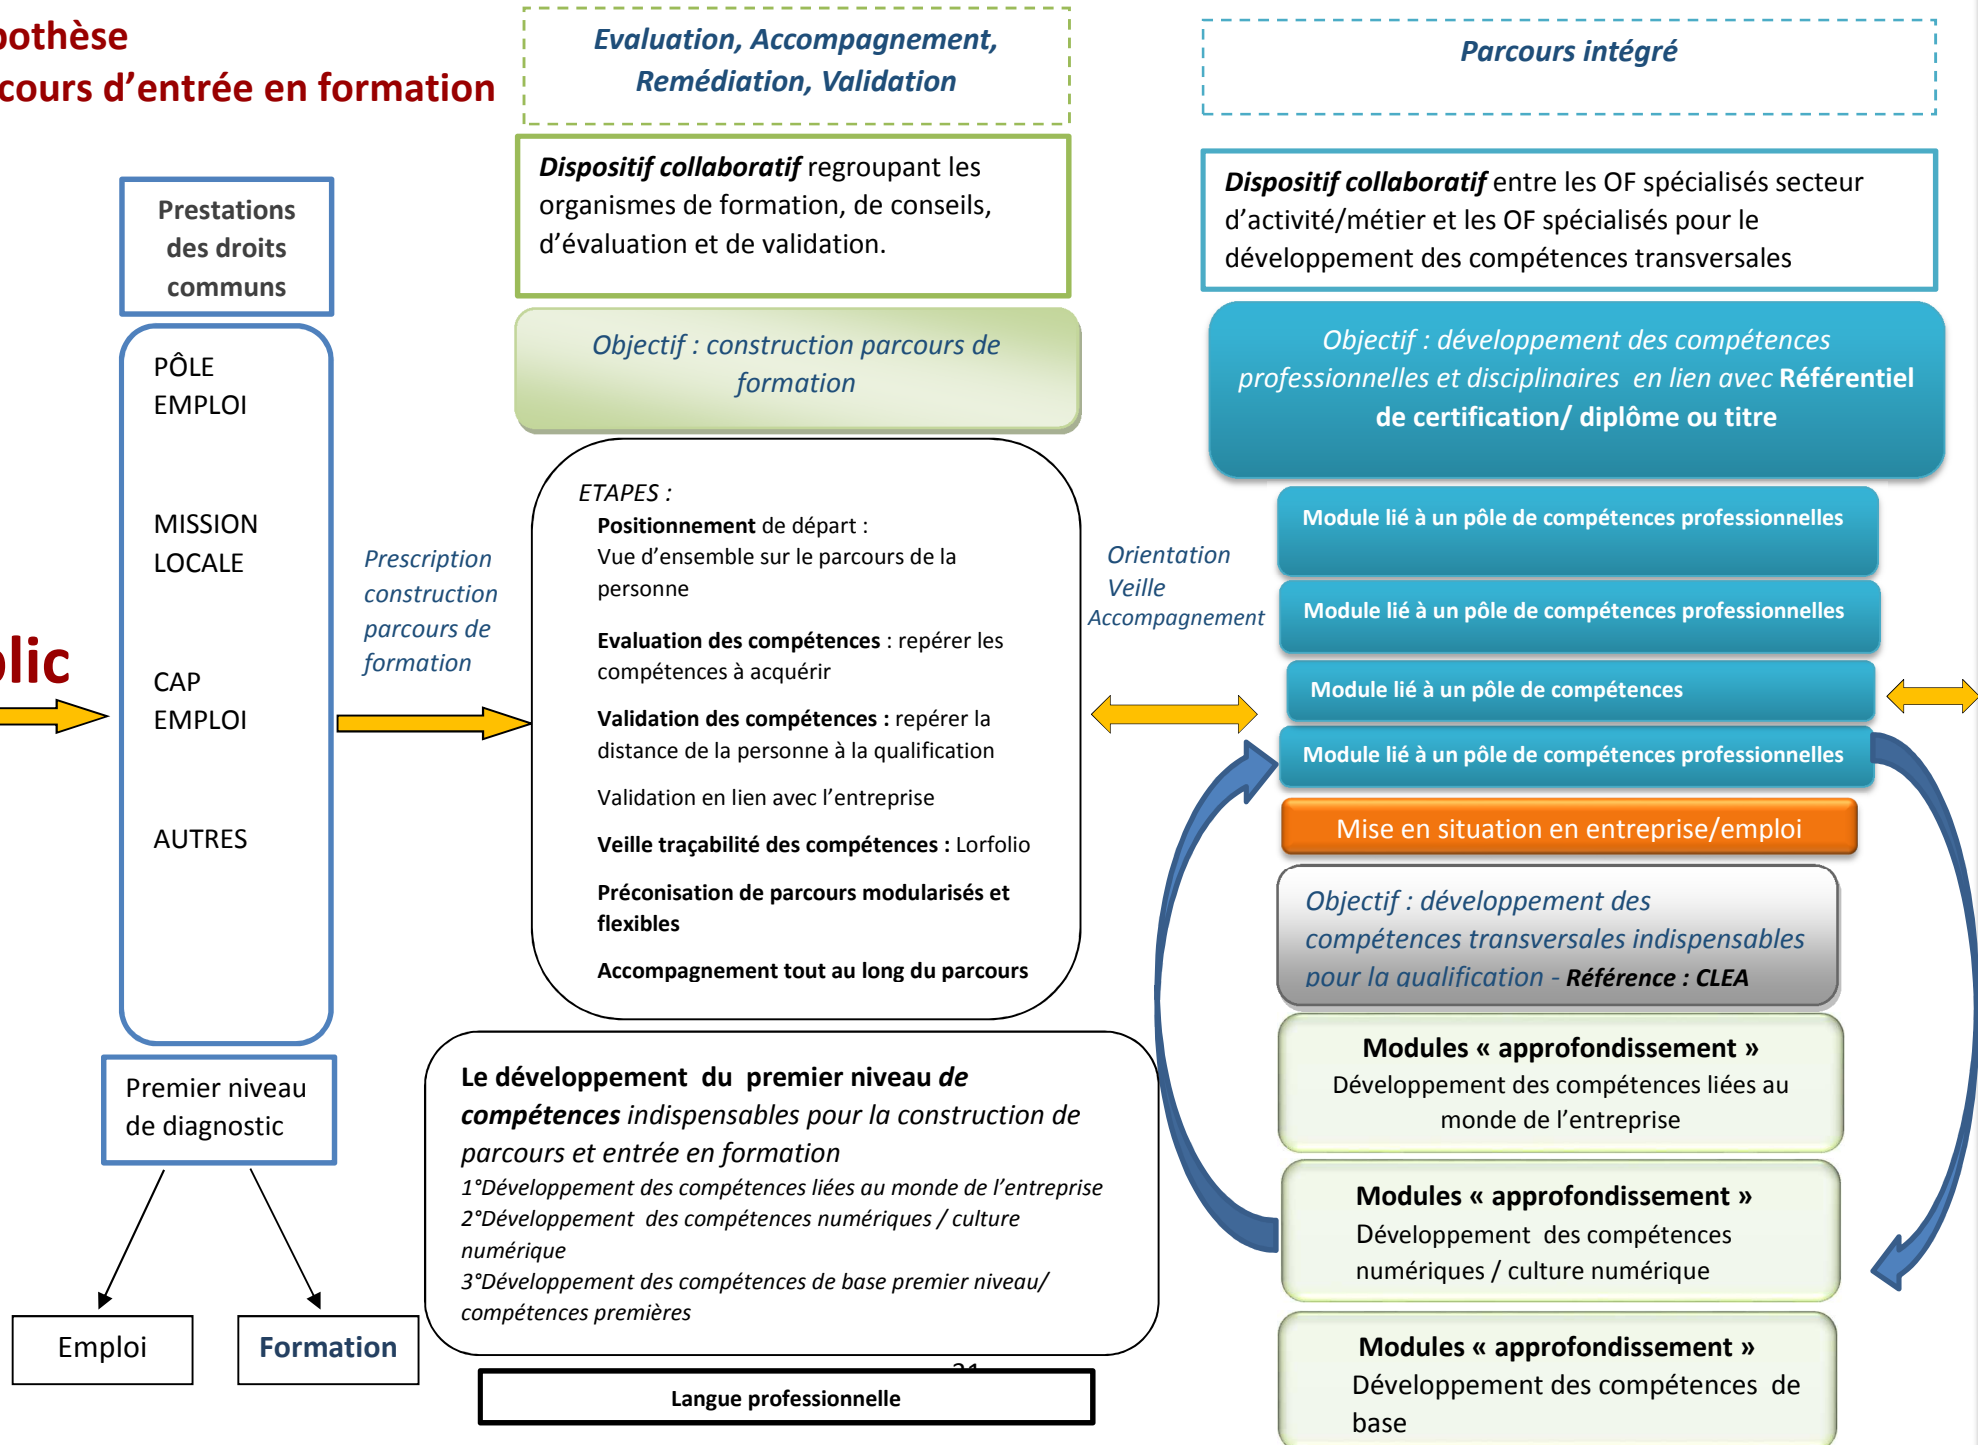 pothèse
cours d’entrée en formation
Evaluation, Accompagnement,
Remédiation, Validation
Parcours intégré
Dispositif collaboratif regroupant les
organismes de formation, de conseils,
d’évaluation et de validation.
Dispositif collaboratif entre les OF spécialisés secteur
d’activité/métier et les OF spécialisés pour le
développement des compétences transversales
Prestations
des droits
communs
Objectif : construction parcours de
formation
Objectif : développement des compétences
professionnelles et disciplinaires en lien avec Référentiel
de certification/ diplôme ou titre
blic
PÔLE
EMPLOI
MISSION
LOCALE
CAP
EMPLOI
AUTRES
Prescription
construction
parcours de
formation
ETAPES :
Positionnement de départ :
Vue d’ensemble sur le parcours de la
personne
Evaluation des compétences : repérer les
compétences à acquérir
Validation des compétences : repérer la
distance de la personne à la qualification
Validation en lien avec l’entreprise
Veille traçabilité des compétences : Lorfolio
Préconisation de parcours modularisés et
flexibles
Accompagnement tout au long du parcours
Orientation
Veille
Accompagnement
Module lié à un pôle de compétences professionnelles
Module lié à un pôle de compétences professionnelles
Module lié à un pôle de compétences
Module lié à un pôle de compétences professionnelles
Mise en situation en entreprise/emploi
Objectif : développement des
compétences transversales indispensables
pour la qualification - Référence : CLEA
Modules « approfondissement »
Développement des compétences liées au
monde de l’entreprise
Modules « approfondissement »
Développement des compétences
numériques / culture numérique
Modules « approfondissement »
Développement des compétences de
base
Premier niveau
de diagnostic
Emploi
Formation
Le développement du premier niveau de
compétences indispensables pour la construction de
parcours et entrée en formation
1°Développement des compétences liées au monde de l’entreprise
2°Développement des compétences numériques / culture
numérique
3°Développement des compétences de base premier niveau/
compétences premières
Langue professionnelle